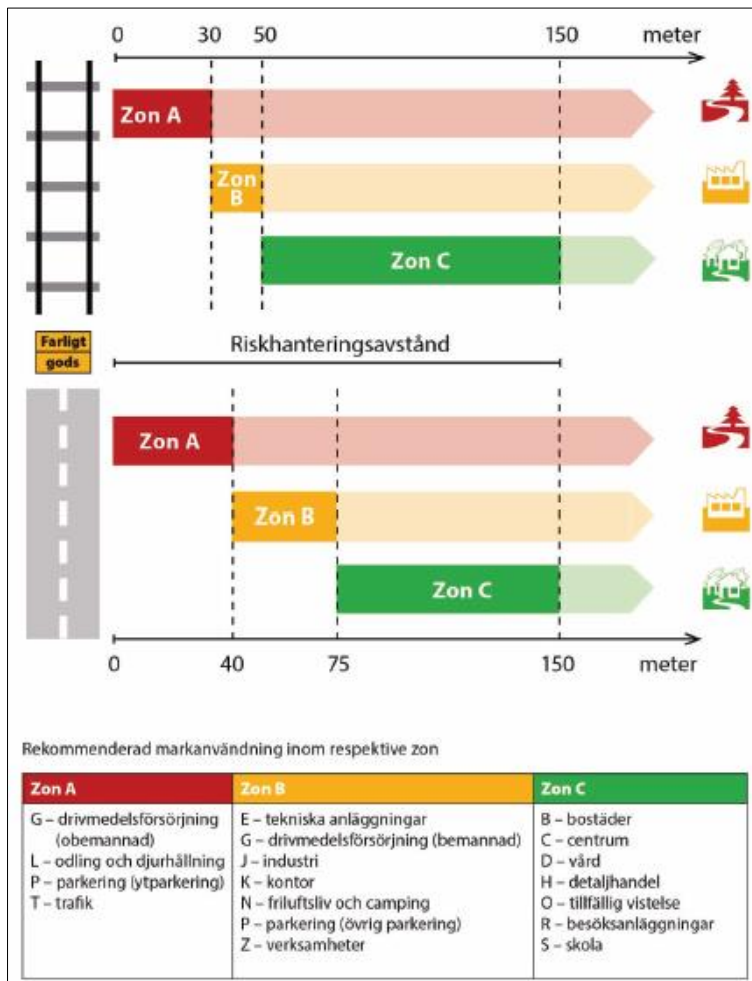 0 30 50 150 meter
Zon A
Zon
B
Zon C
Farligt
gods
Riskhanteringsavstånd
Zon A
Zon B
Zon C
0 40 75 150 meter
Rekommenderad markanvändning inom respektive zon
Zon A
G – drivmedelsförsörjning
(obemannad)
L – odling och djurhållning
P – parkering (ytparkering)
T – trafik
Zon B
E – tekniska anläggningar
G – drivmedelsförsörjning (bemannad)
J – industri
K – kontor
N – friluftsliv och camping
P – parkering (övrig parkering)
Z – verksamheter
Zon C
B – bostäder
C – centrum
D – vård
H – detaljhandel
O – tillfällig vistelse
R – besöksanläggningar
S – skola